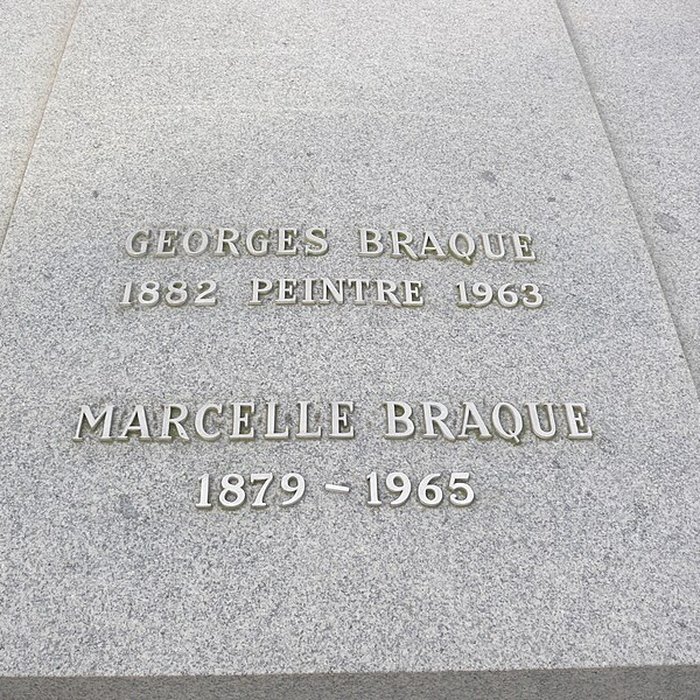 GEORGES BRAQUE
1882 PEINTRE 1963
MARCELLE BRAQUE
1879 – 1965